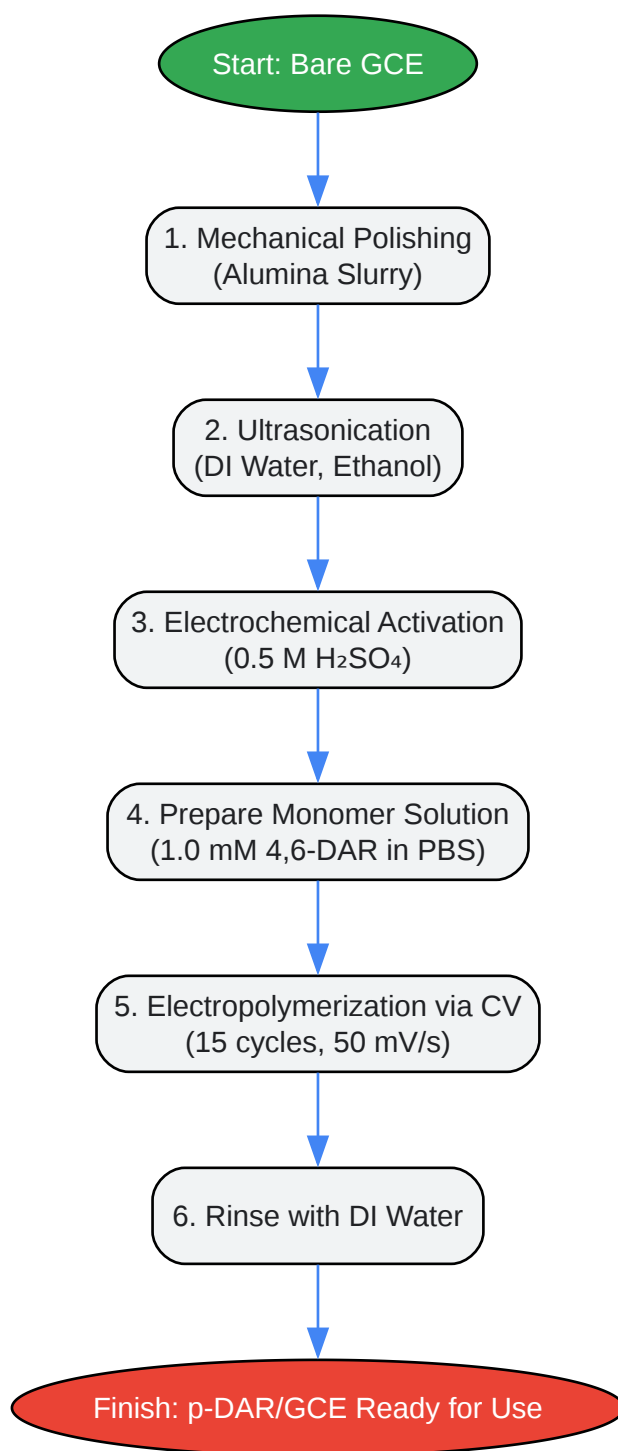 Start: Bare GCE
1. Mechanical Polishing
(Alumina Slurry)
2. Ultrasonication
(DI Water, Ethanol)
3. Electrochemical Activation
(0.5 M H₂SO₄)
4. Prepare Monomer Solution
(1.0 mM 4,6-DAR in PBS)
5. Electropolymerization via CV
(15 cycles, 50 mV/s)
6. Rinse with DI Water
Finish: p-DAR/GCE Ready for Use